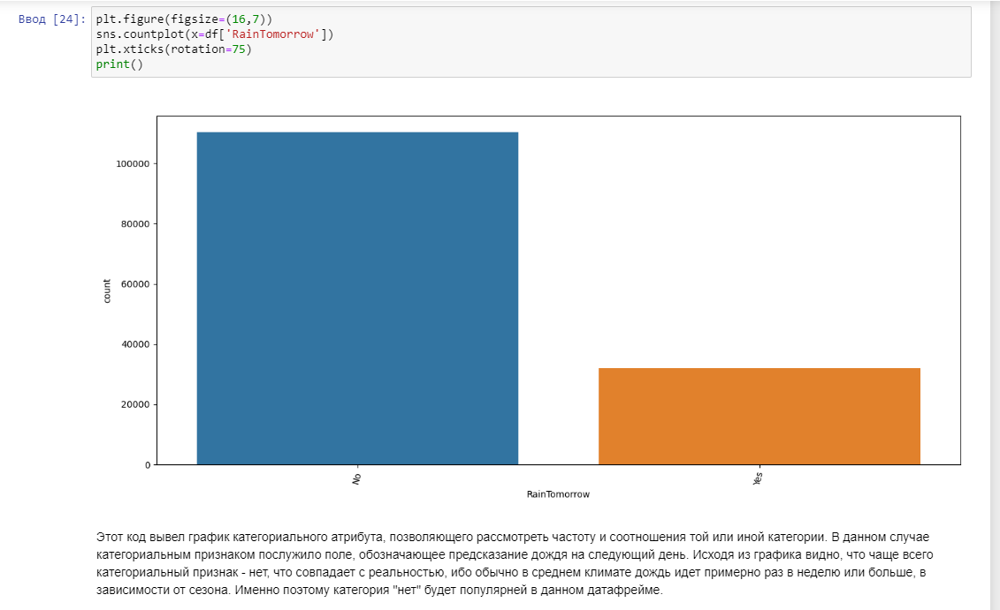 Ввод [24]: plt.figure(figsize=(16,7))
sns.countplot(x=df['RainTomorrow'])
plt.xticks(rotation=75)
print()
100000
80000
60000
40000
20000
0
count
No
Yes
RainTomorrow
Этот код вывел график категориального атрибута, позволяющего рассмотреть частоту и соотношения той или иной категории. В данном случае
категориальным признаком послужило поле, обозначающее предсказание дождя на следующий день. Исходя из графика видно, что чаще всего
категориальный признак - нет, что совпадает с реальностью, ибо обычно в среднем климате дождь идет примерно раз в неделю или больше, в
зависимости от сезона. Именно поэтому категория "нет" будет популярней в данном датафрейме.